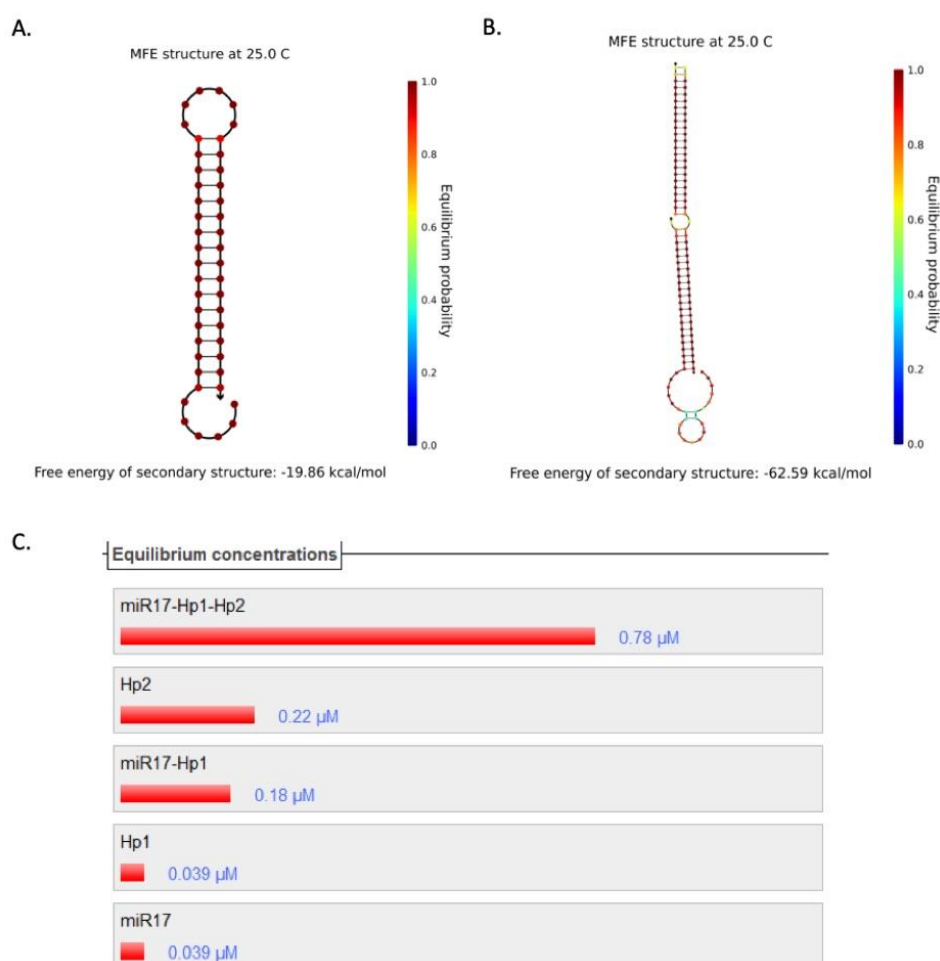 A.
MFE structure at 25.0 C
1.0
0.8
0.6
0.4
0.2
0.0
Equilibrium probability
Free energy of secondary structure: -19.86 kcal/mol
B.
MFE structure at 25.0 C
1.0
0.8
0.6
0.4
0.2
0.0
Equilibrium probability
Free energy of secondary structure: -62.59 kcal/mol
C.
Equilibrium concentrations
miR17-Hp1-Hp2
0.78 μM
Hp2
0.22 μM
miR17-Hp1
0.18 μM
Hp1
0.039 μM
miR17
0.039 μM